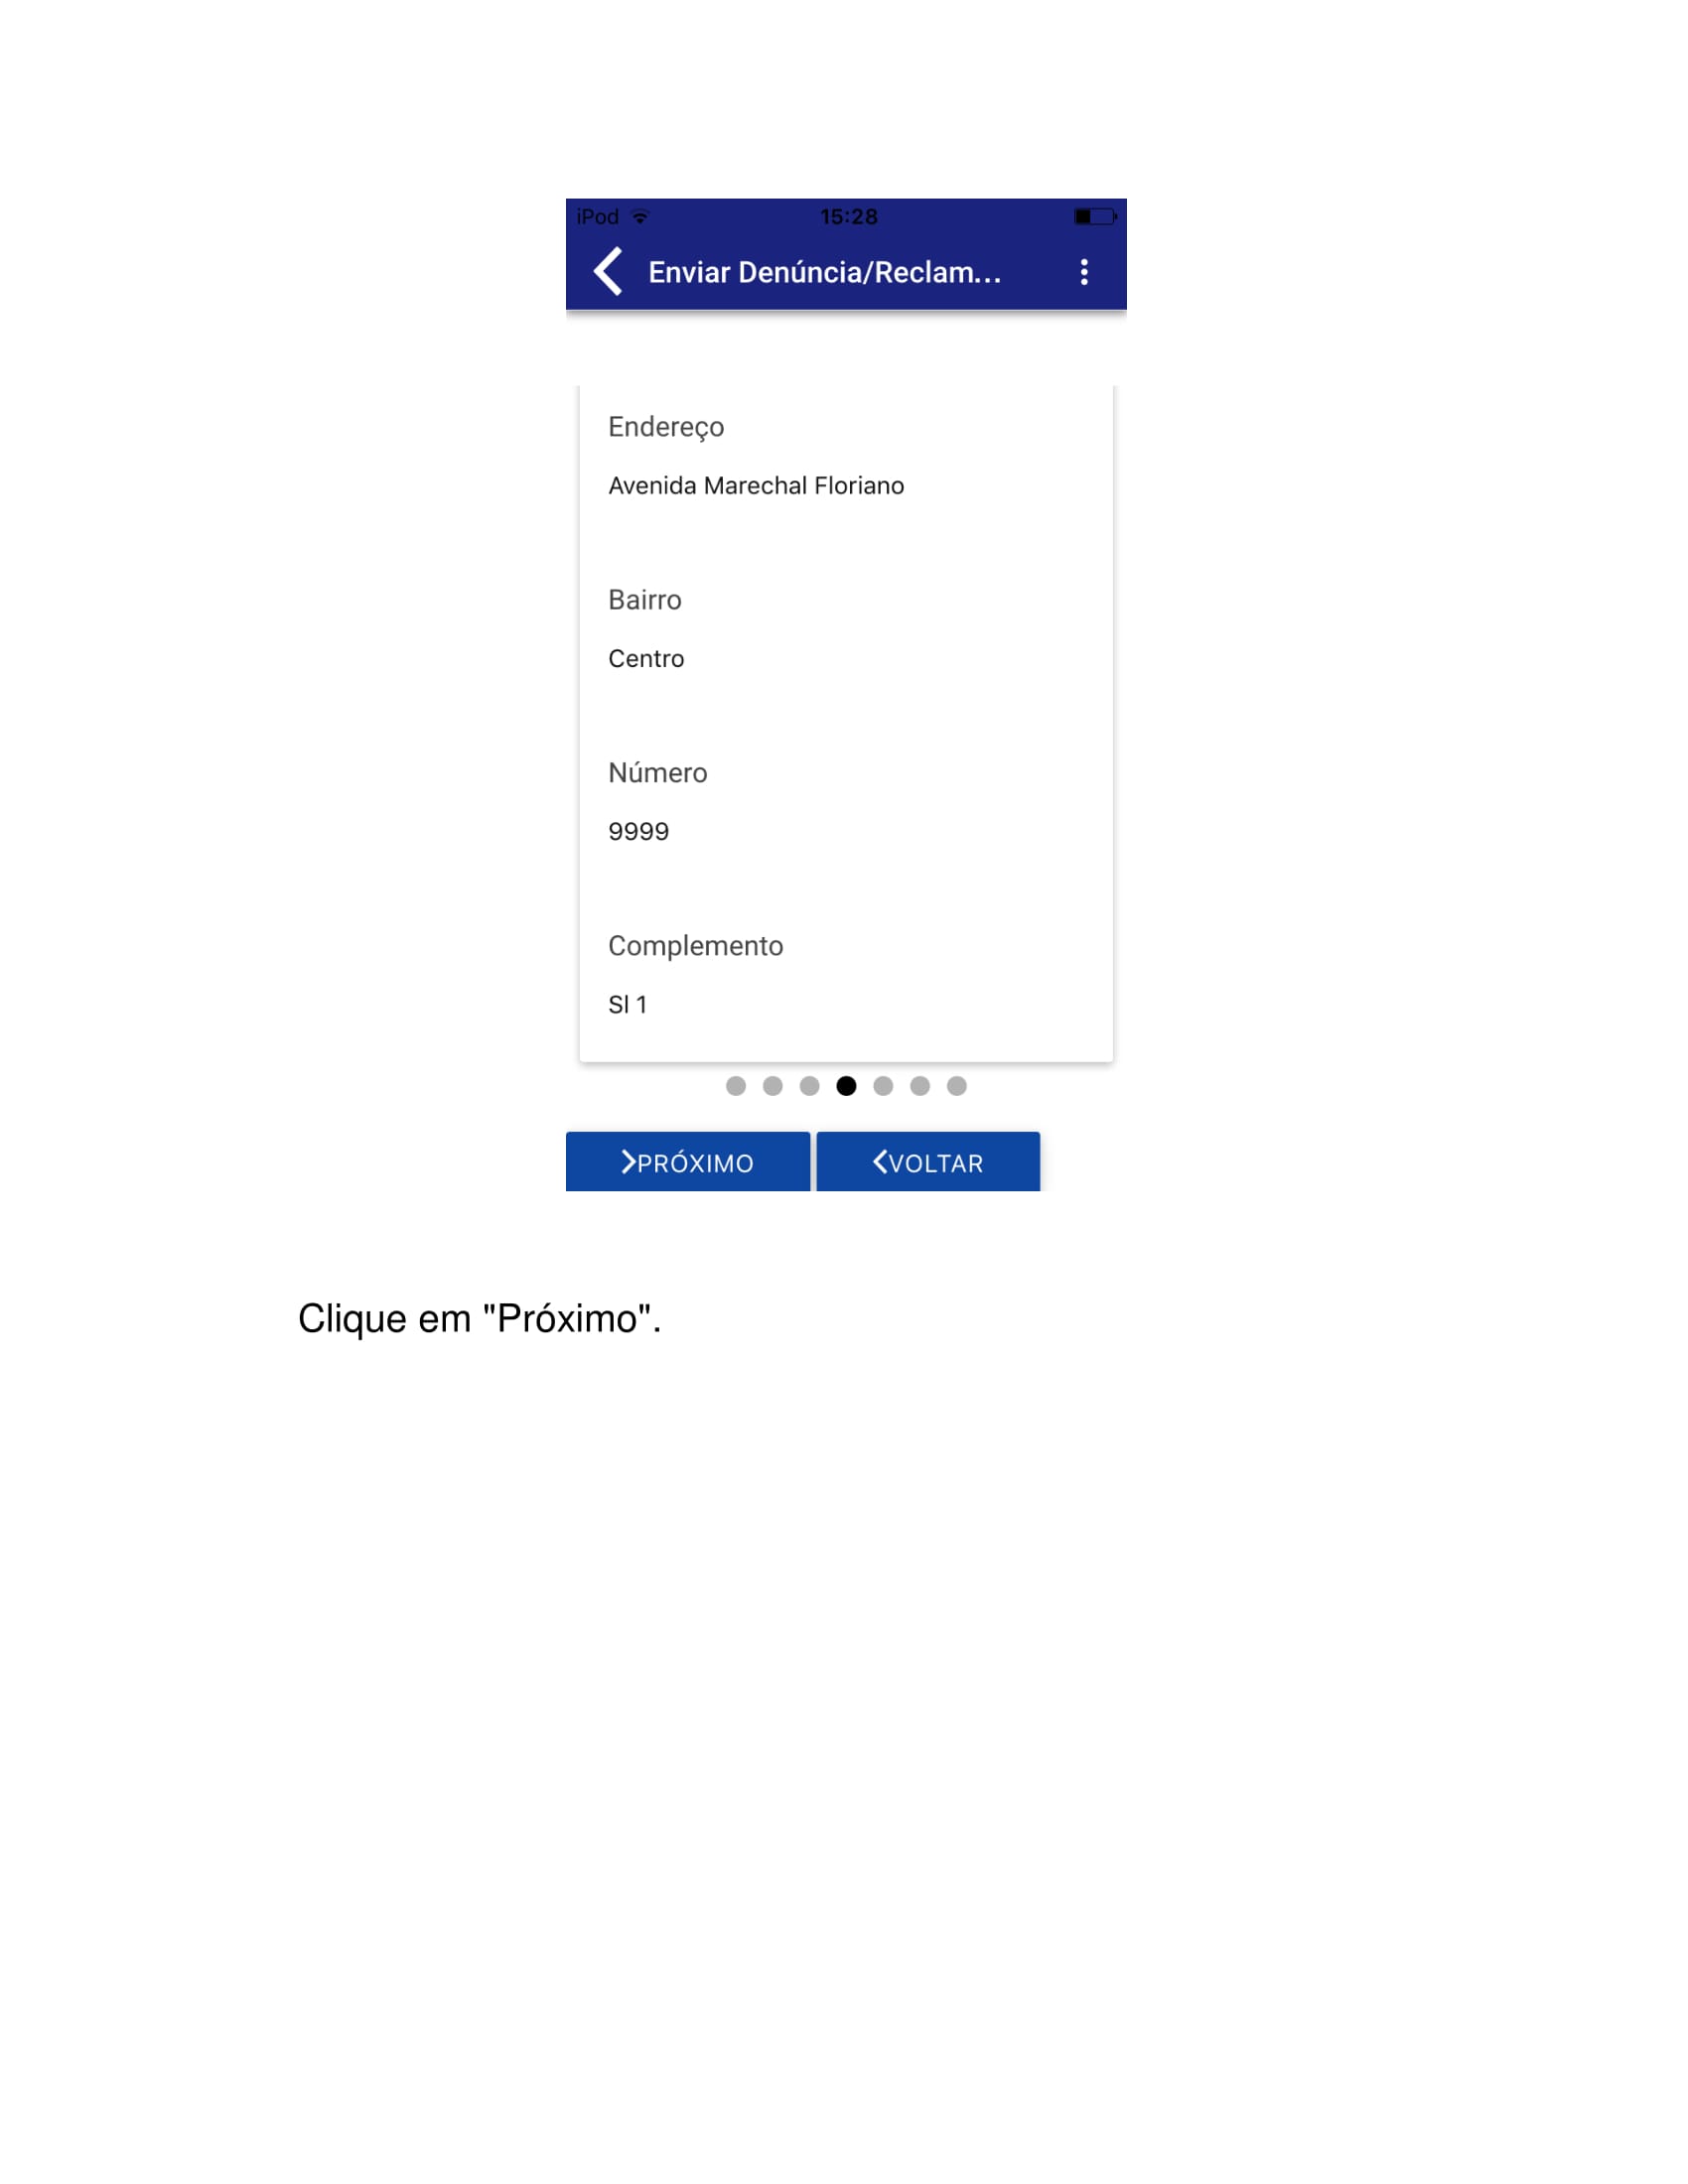 iPod 15:28
Enviar Denúncia/Reclam...
Endereço
Avenida Marechal Floriano
Bairro
Centro
Número
9999
Complemento
Sl 1
PRÓXIMO VOLTAR
Clique em "Próximo".